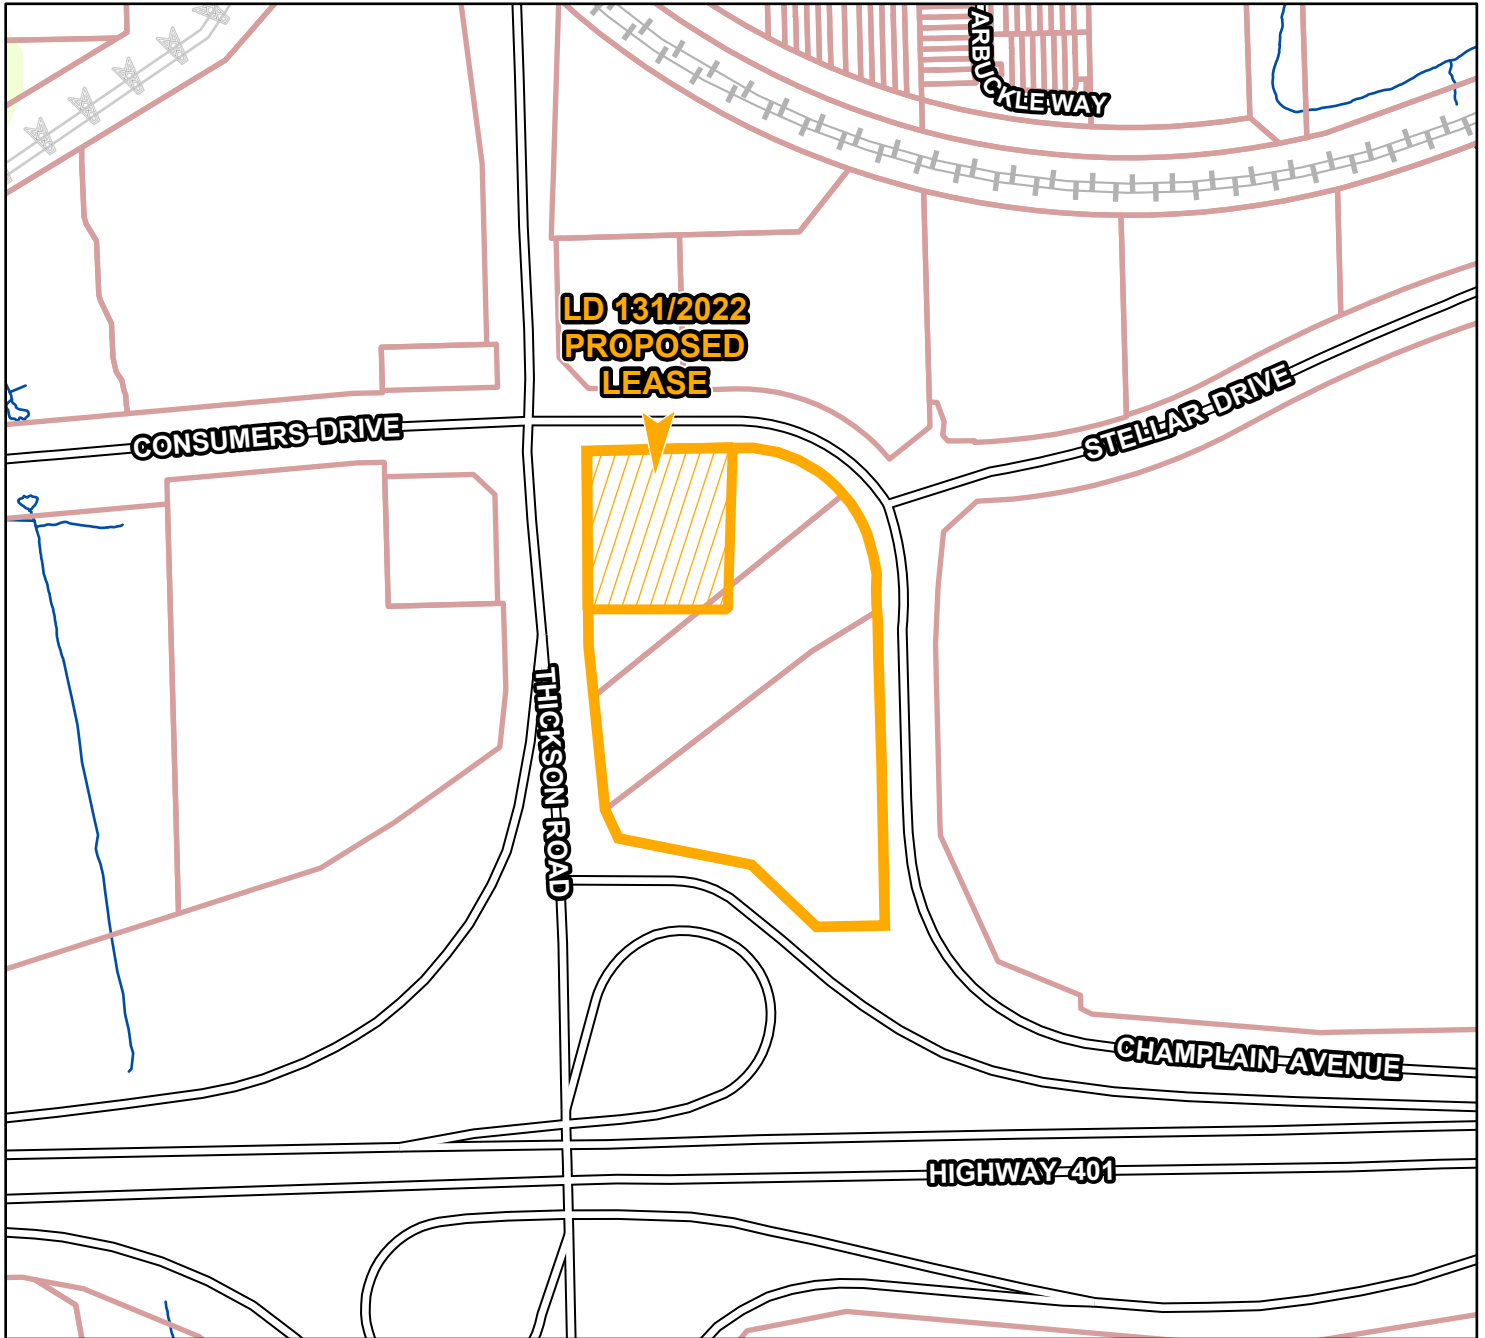 ARBUCKLE WAY
LD 131/2022
PROPOSED
LEASE
CONSUMERS DRIVE
STELLAR DRIVE
THICKSON ROAD
CHAMPLAIN AVENUE
HIGHWAY 401